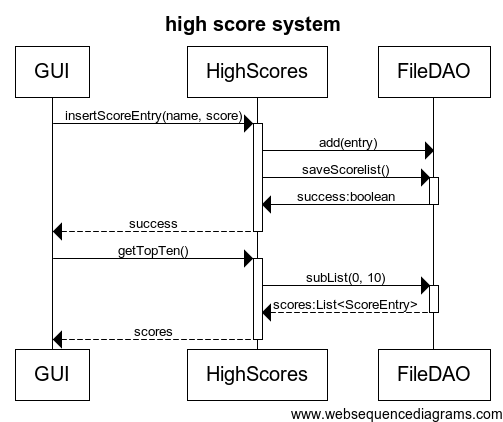 high score system
GUI HighScores FileDAO
insertScoreEntry(name, score)
add(entry)
saveScorelist()
success:boolean
success
getTopTen()
subList(0, 10)
scores:List<ScoreEntry>
scores
GUI HighScores FileDAO
www.websequencediagrams.com